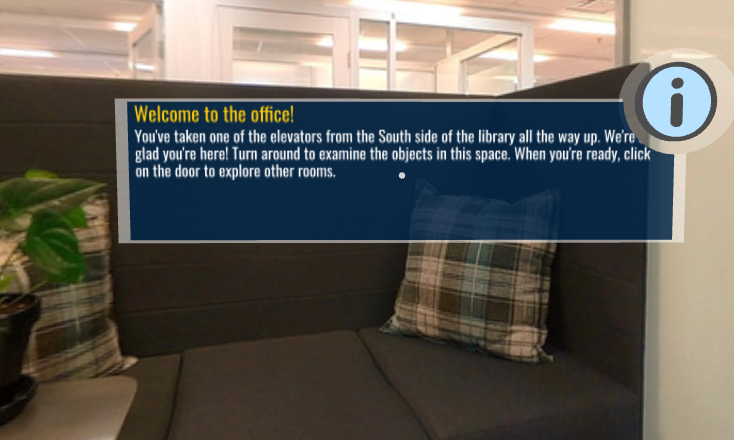 Welcome to the office!
You've taken one of the elevators from the South side of the library all the way up. We're
glad you're here! Turn around to examine the objects in this space. When you're ready, click
on the door to explore other rooms.
i